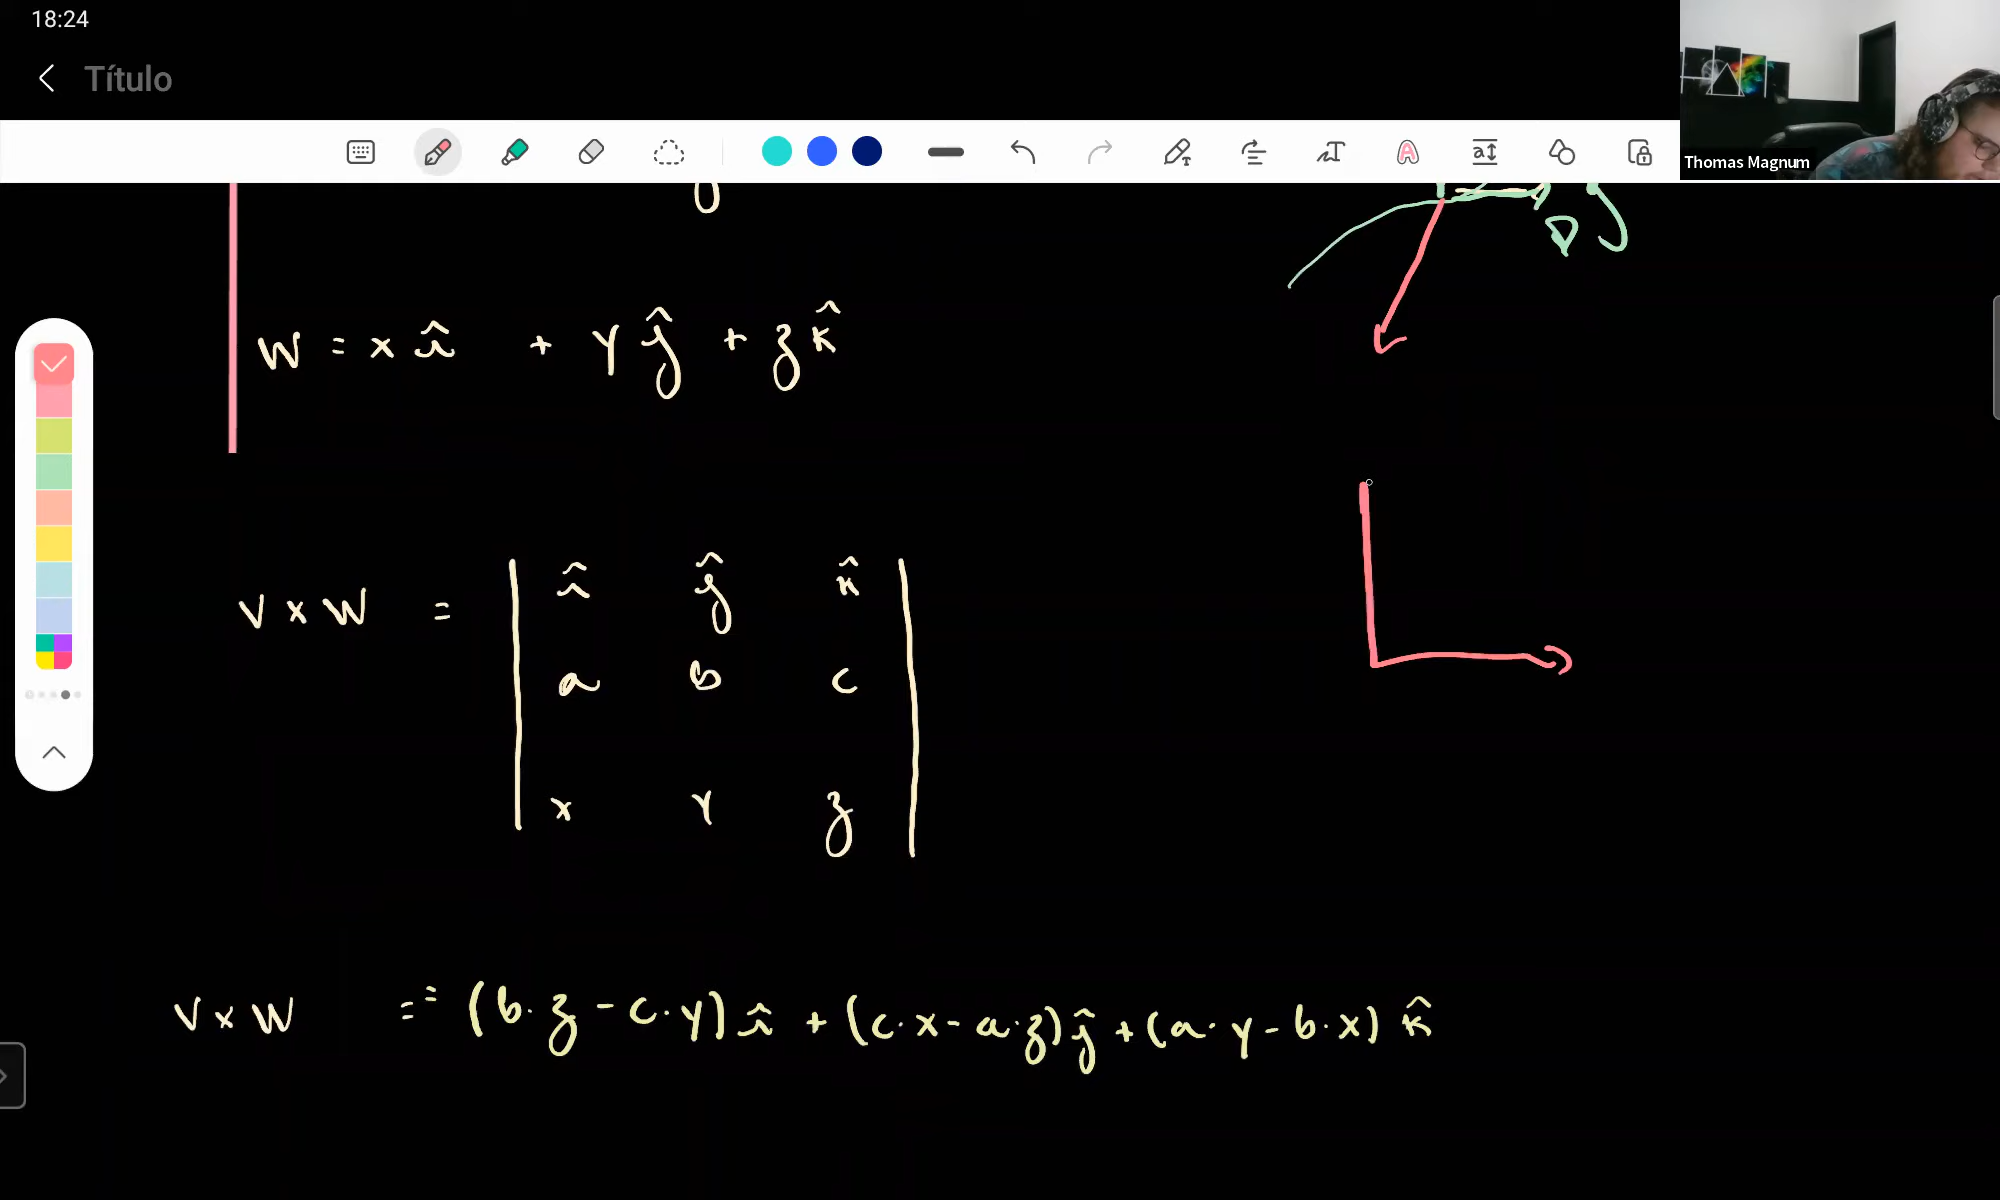 18:24
Título
Thomas Magnum
W = x î + y ĵ + z k̂
V × W =
î ĵ k̂
a b c
x y z
V × W = = (b·z - c·y) î + (c·x - a·z) ĵ + (a·y - b·x) k̂